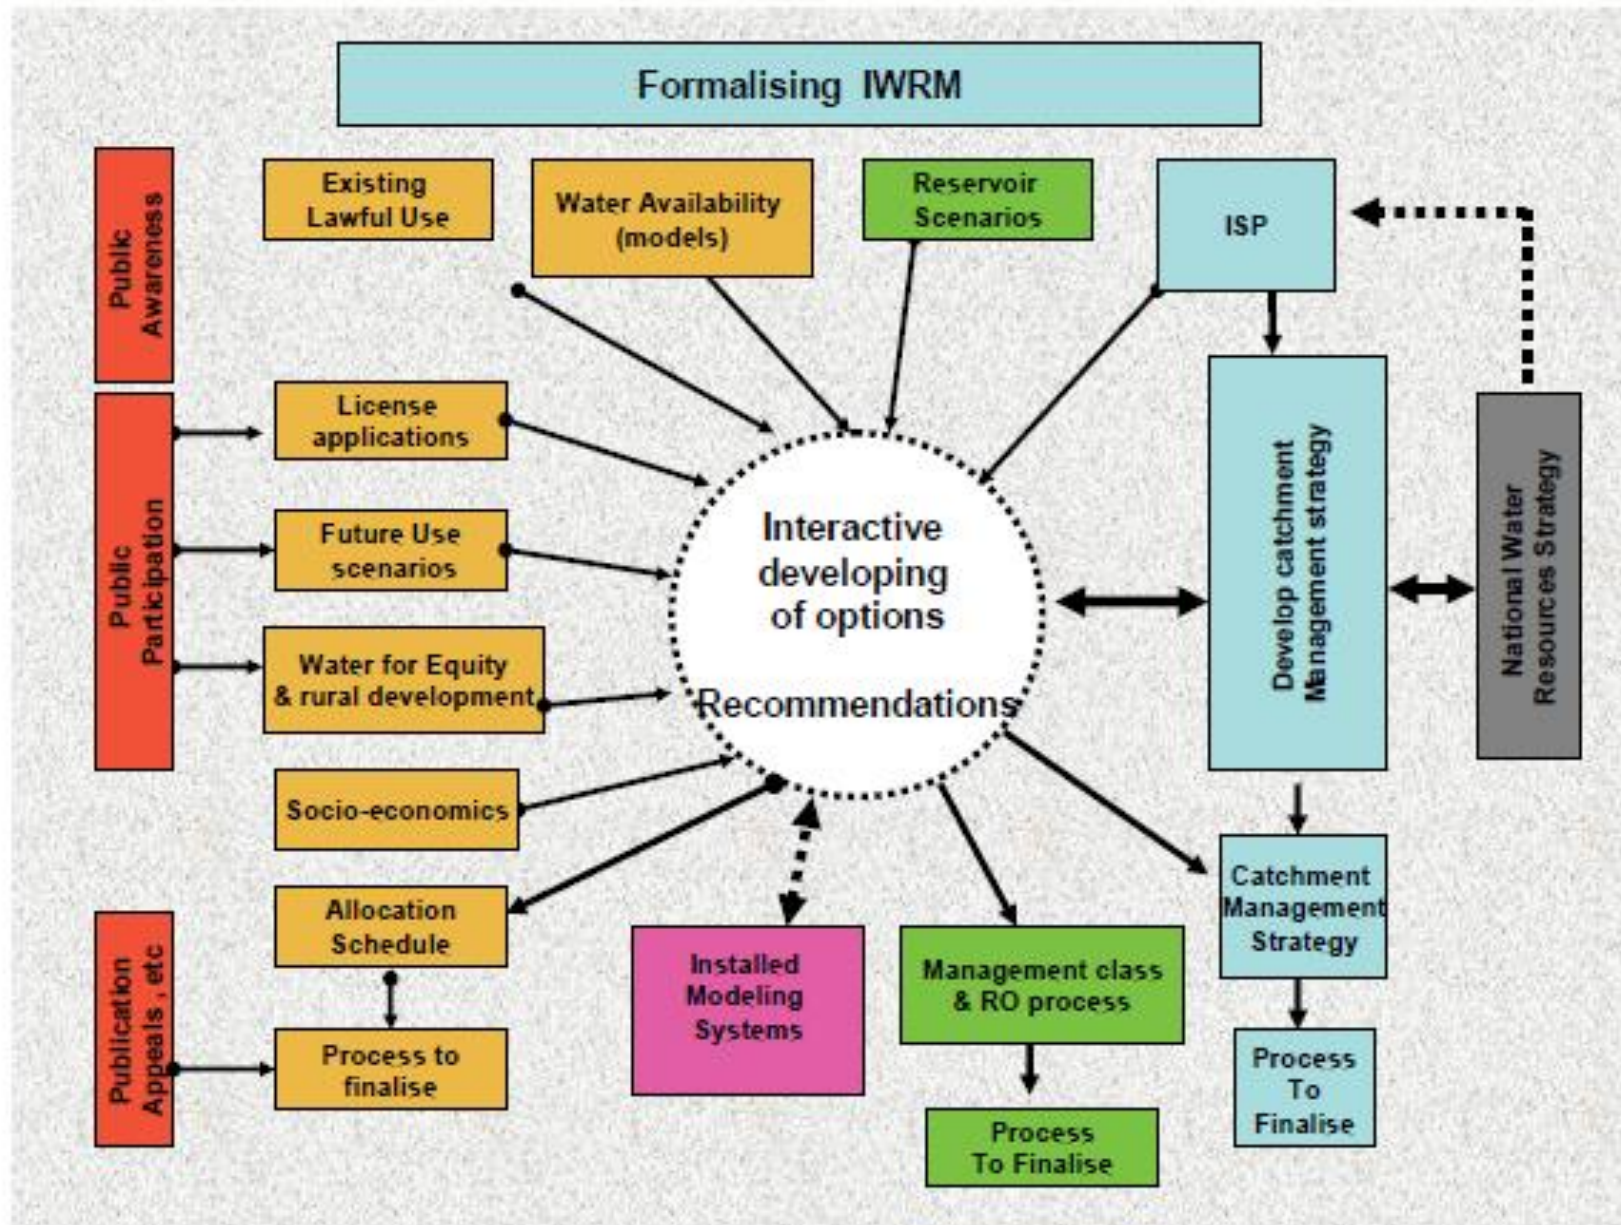 Formalising IWRM
Public
Awareness
Existing
Lawful Use
Water Availability
(models)
Reservoir
Scenarios
ISP
Public
Participation
License
applications
Future Use
scenarios
Water for Equity
& rural development
Socio-economics
Interactive
developing
of options
Recommendations
Develop catchment
Management strategy
National Water
Resources Strategy
Publication
Appeals , etc
Allocation
Schedule
Process to
finalise
Installed
Modeling
Systems
Management class
& RO process
Process
To Finalise
Catchment
Management
Strategy
Process
To
Finalise